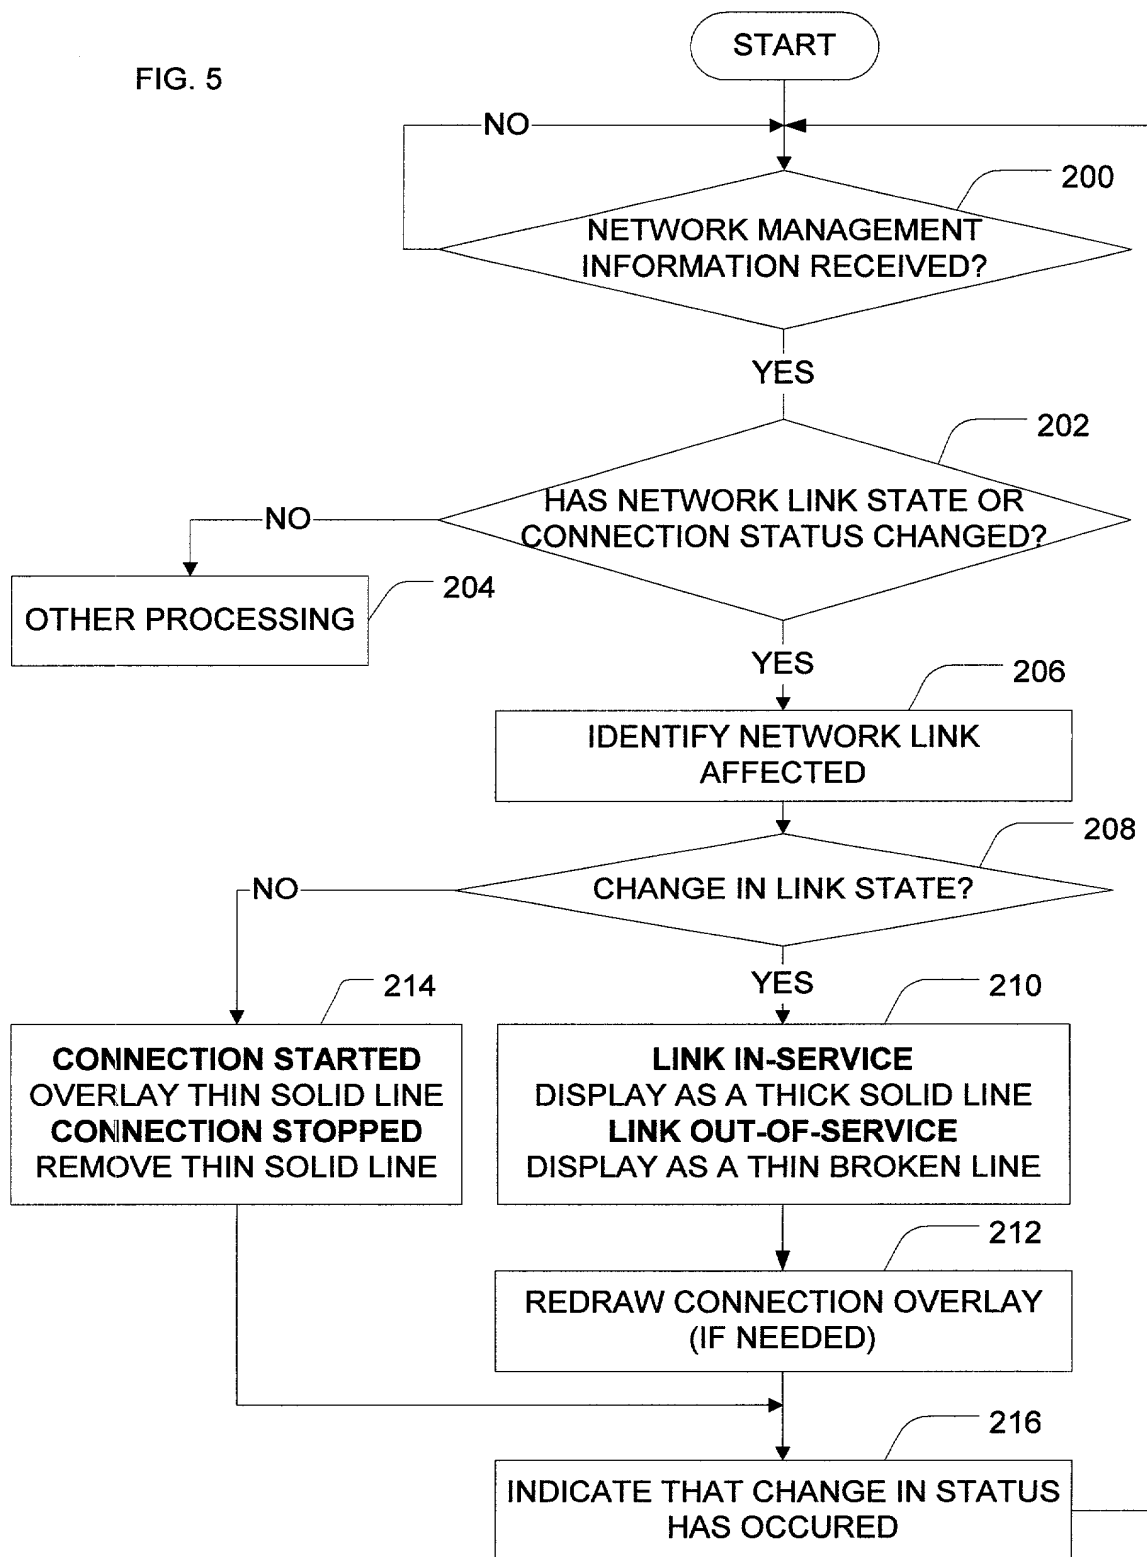 START
FIG. 5
NO
200
NETWORK MANAGEMENT
INFORMATION RECEIVED?
YES
202
HAS NETWORK LINK STATE OR
CONNECTION STATUS CHANGED?
NO
204
OTHER PROCESSING
YES
206
IDENTIFY NETWORK LINK
AFFECTED
208
CHANGE IN LINK STATE?
NO
YES
214
210
CONNECTION STARTED
OVERLAY THIN SOLID LINE
CONNECTION STOPPED
REMOVE THIN SOLID LINE
LINK IN-SERVICE
DISPLAY AS A THICK SOLID LINE
LINK OUT-OF-SERVICE
DISPLAY AS A THIN BROKEN LINE
212
REDRAW CONNECTION OVERLAY
(IF NEEDED)
216
INDICATE THAT CHANGE IN STATUS
HAS OCCURED